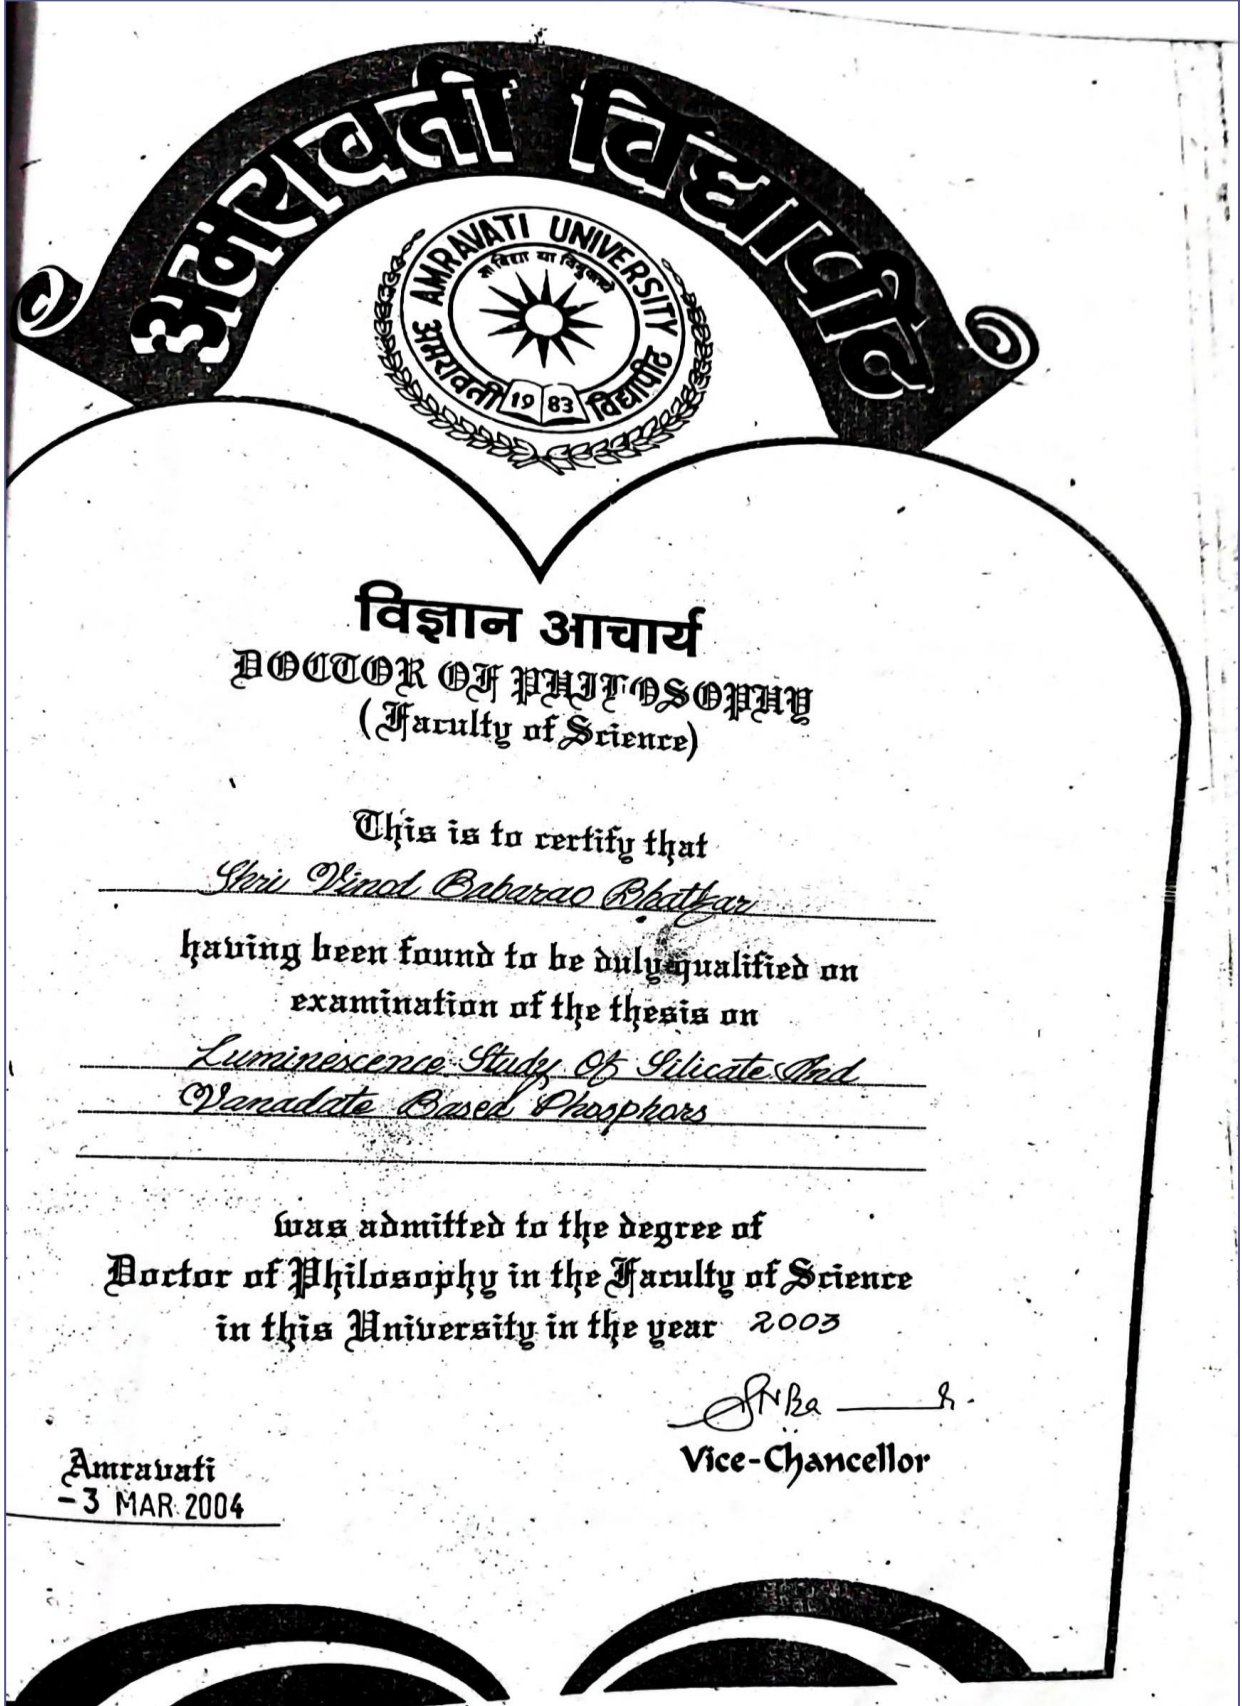 अमरावती विद्यापीठ
AMRAVATI UNIVERSITY
सा विद्या या विमुक्तये
अमरावती विद्यापीठ
1983
विज्ञान आचार्य
DOCTOR OF PHILOSOPHY
(Faculty of Science)
This is to certify that
Shri Vinod Babarao Bhatkar
having been found to be duly qualified on
examination of the thesis on
Luminescence Study Of Silicate And
Vanadate Based Phosphors
was admitted to the degree of
Doctor of Philosophy in the Faculty of Science
in this University in the year 2003
Vice-Chancellor
Amravati
-3 MAR 2004